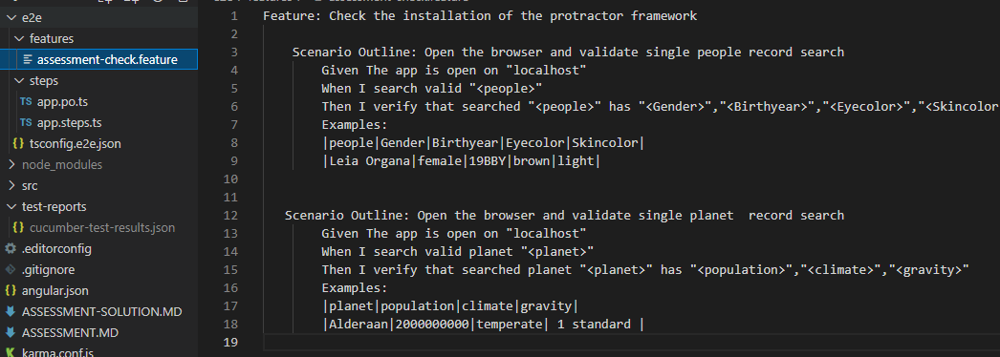 e2e
features
assessment-check.feature
steps
TS app.po.ts
TS app.steps.ts
{} tsconfig.e2e.json
node_modules
src
test-reports
{} cucumber-test-results.json
.editorconfig
.gitignore
{} angular.json
ASSESSMENT-SOLUTION.MD
ASSESSMENT.MD
karma.conf.js
1 Feature: Check the installation of the protractor framework
2
3 Scenario Outline: Open the browser and validate single people record search
4 Given The app is open on "localhost"
5 When I search valid "<people>"
6 Then I verify that searched "<people>" has "<Gender>","<Birthyear>","<Eyecolor>","<Skincolor
7 Examples:
8 |people|Gender|Birthyear|Eyecolor|Skincolor|
9 |Leia Organa|female|19BBY|brown|light|
10
11
12 Scenario Outline: Open the browser and validate single planet  record search
13 Given The app is open on "localhost"
14 When I search valid planet "<planet>"
15 Then I verify that searched planet "<planet>" has "<population>","<climate>","<gravity>"
16 Examples:
17 |planet|population|climate|gravity|
18 |Alderaan|2000000000|temperate| 1 standard |
19